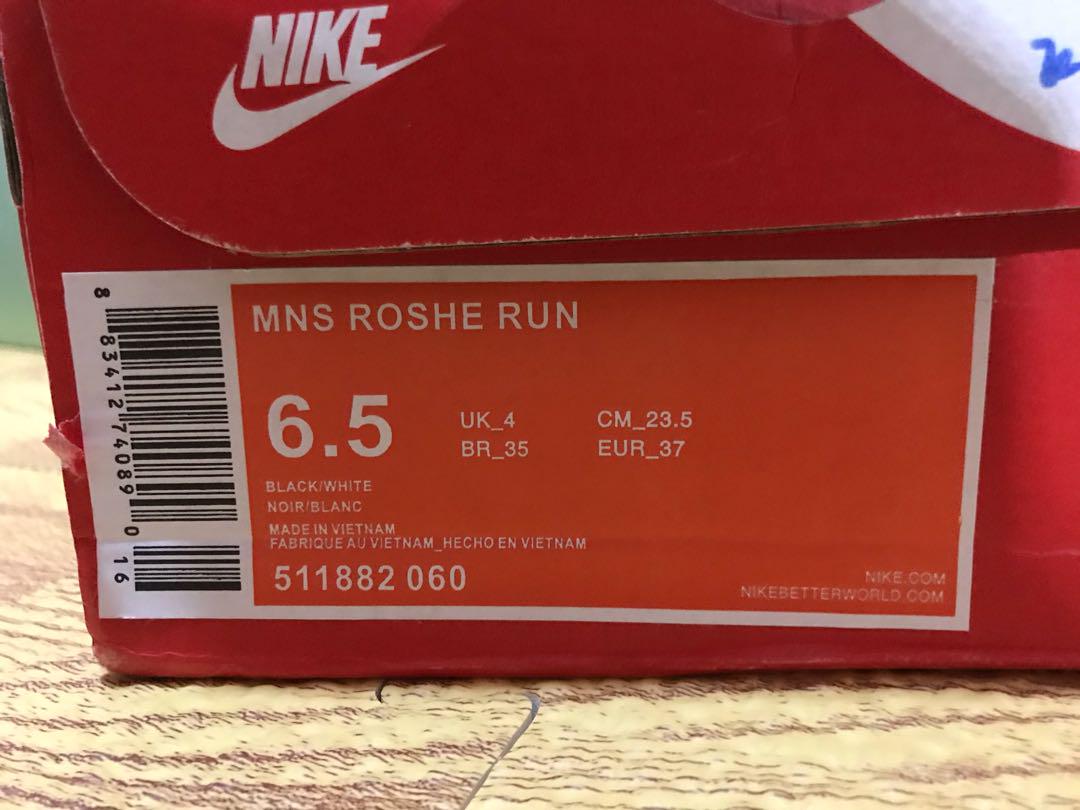 NIKE
MNS ROSHE RUN
6.5
UK_4 CM_23.5
BR_35 EUR_37
BLACK/WHITE
NOIR/BLANC
MADE IN VIETNAM
FABRIQUE AU VIETNAM_HECHO EN VIETNAM
511882 060
NIKE.COM
NIKEBETTERWORLD.COM
8 83412 74089 0 16